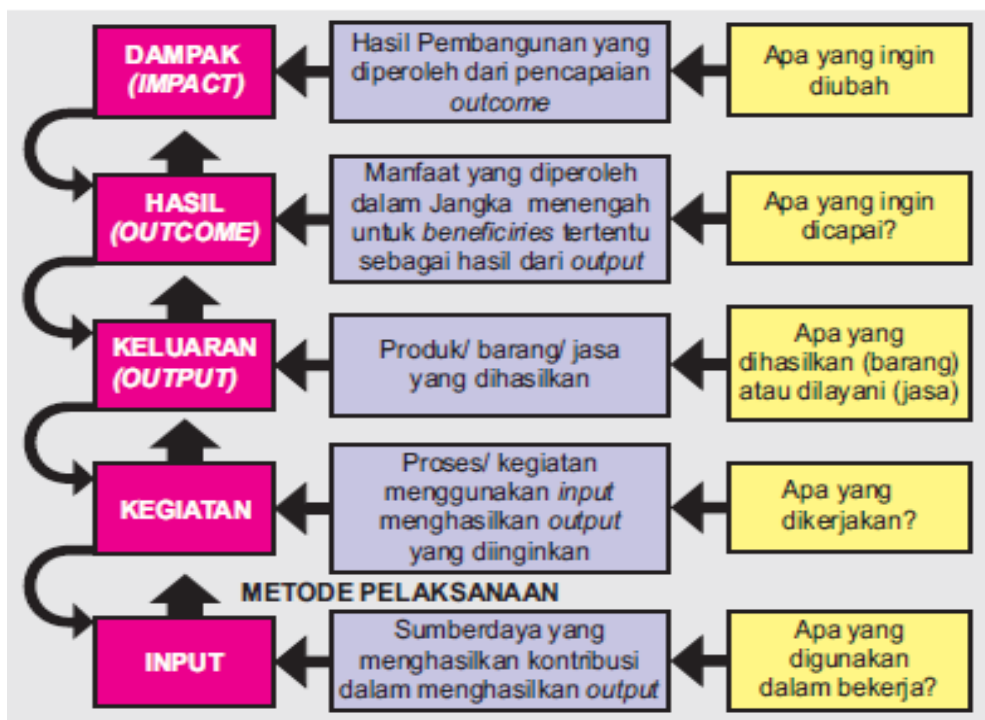 DAMPAK
(IMPACT)
Hasil Pembangunan yang
diperoleh dari pencapaian
outcome
Apa yang ingin
diubah
HASIL
(OUTCOME)
Manfaat yang diperoleh
dalam Jangka menengah
untuk beneficiries tertentu
sebagai hasil dari output
Apa yang ingin
dicapai?
KELUARAN
(OUTPUT)
Produk/ barang/ jasa
yang dihasilkan
Apa yang
dihasilkan (barang)
atau dilayani (jasa)
KEGIATAN
Proses/ kegiatan
menggunakan input
menghasilkan output
yang diinginkan
Apa yang
dikerjakan?
METODE PELAKSANAAN
INPUT
Sumberdaya yang
menghasilkan kontribusi
dalam menghasilkan output
Apa yang
digunakan
dalam bekerja?